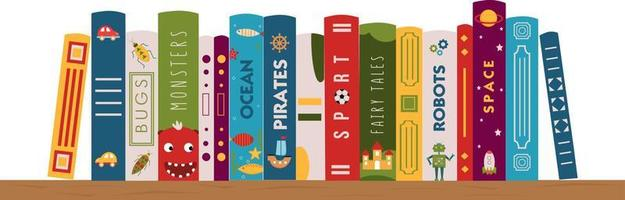 BUGS
MONSTERS
OCEAN
PIRATES
SPORT
FAIRY TALES
ROBOTS
SPACE